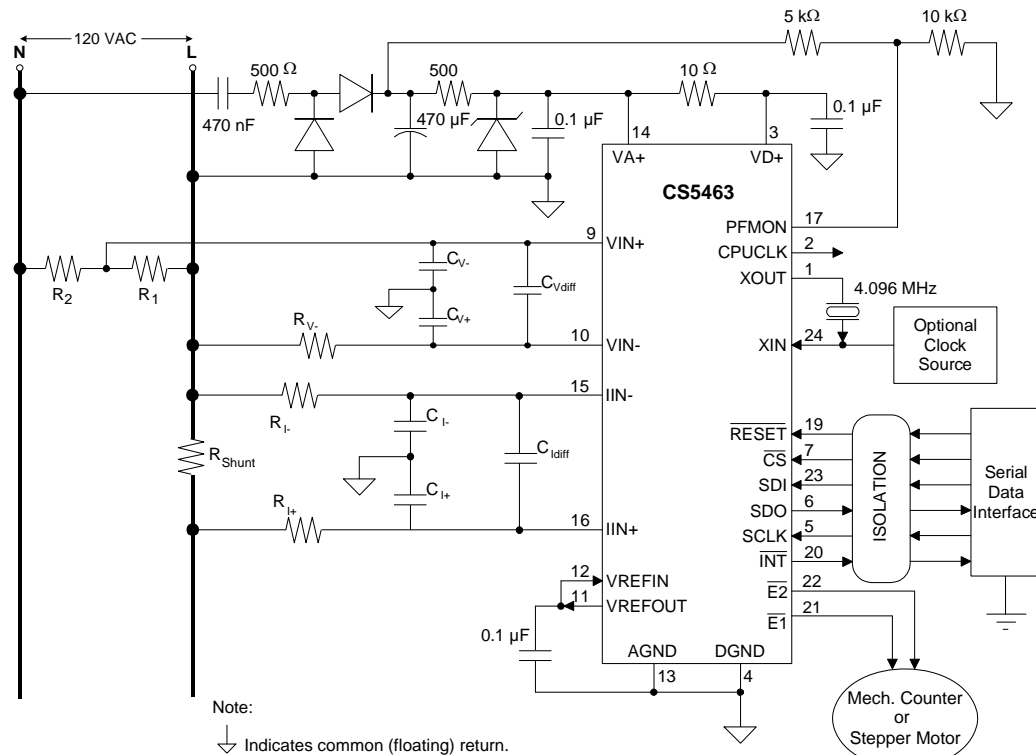 5 kΩ
10 kΩ
120 VAC
N
L
500 Ω
500
10 Ω
470 nF
470 µF
0.1 µF
0.1 µF
14
3
VA+
VD+
CS5463
9
VIN+
PFMON
17
CPUCLK
2
XOUT
1
4.096 MHz
R2
R1
CV-
CVdiff
CV+
RV-
10
VIN-
XIN
24
Optional
Clock
Source
15
IIN-
RI-
CI-
CIdiff
RShunt
CI+
RI+
16
IIN+
RESET
19
CS
7
SDI
23
SDO
6
SCLK
5
INT
20
E2
22
E1
21
ISOLATION
Serial
Data
Interface
12
VREFIN
11
VREFOUT
0.1 µF
AGND
DGND
13
4
Mech. Counter
or
Stepper Motor
Note:
Indicates common (floating) return.